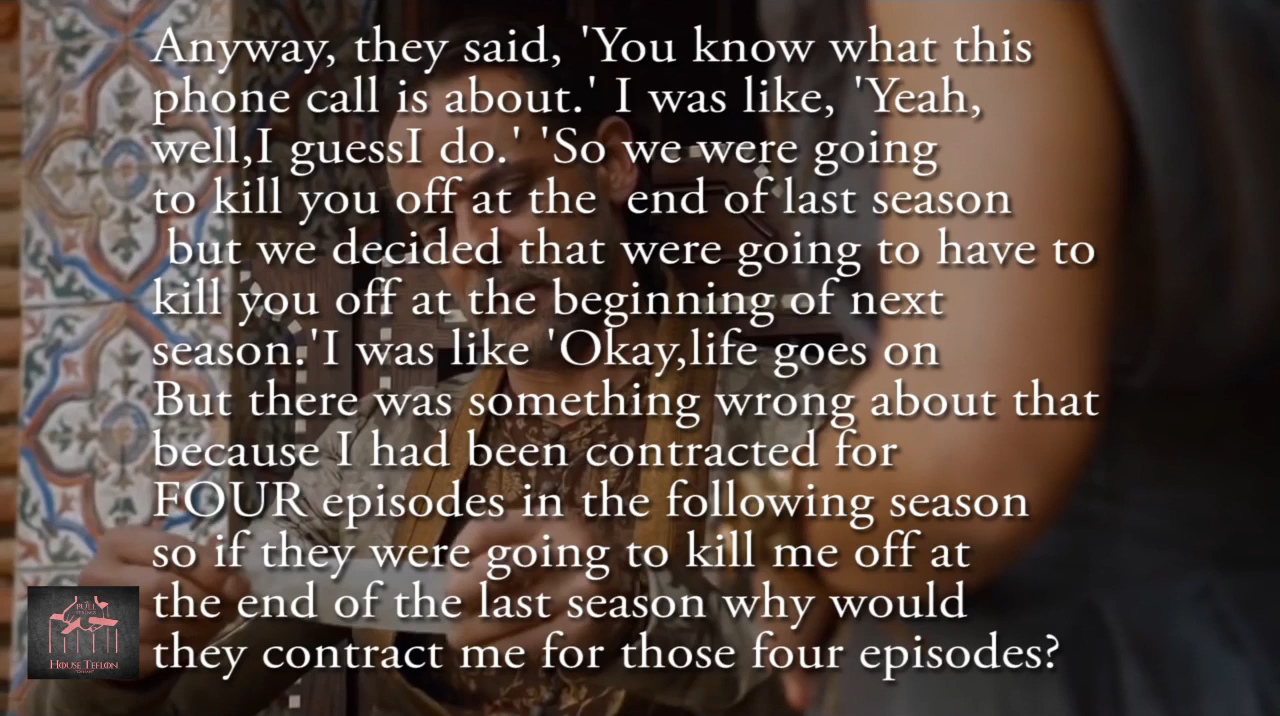 Anyway, they said, 'You know what this
phone call is about.' I was like, 'Yeah,
well,I guessI do.' 'So we were going
to kill you off at the  end of last season
but we decided that were going to have to
kill you off at the beginning of next
season.'I was like 'Okay,life goes on
But there was something wrong about that
because I had been contracted for
FOUR episodes in the following season
so if they were going to kill me off at
the end of the last season why would
they contract me for those four episodes?
HOUSE TEFLON